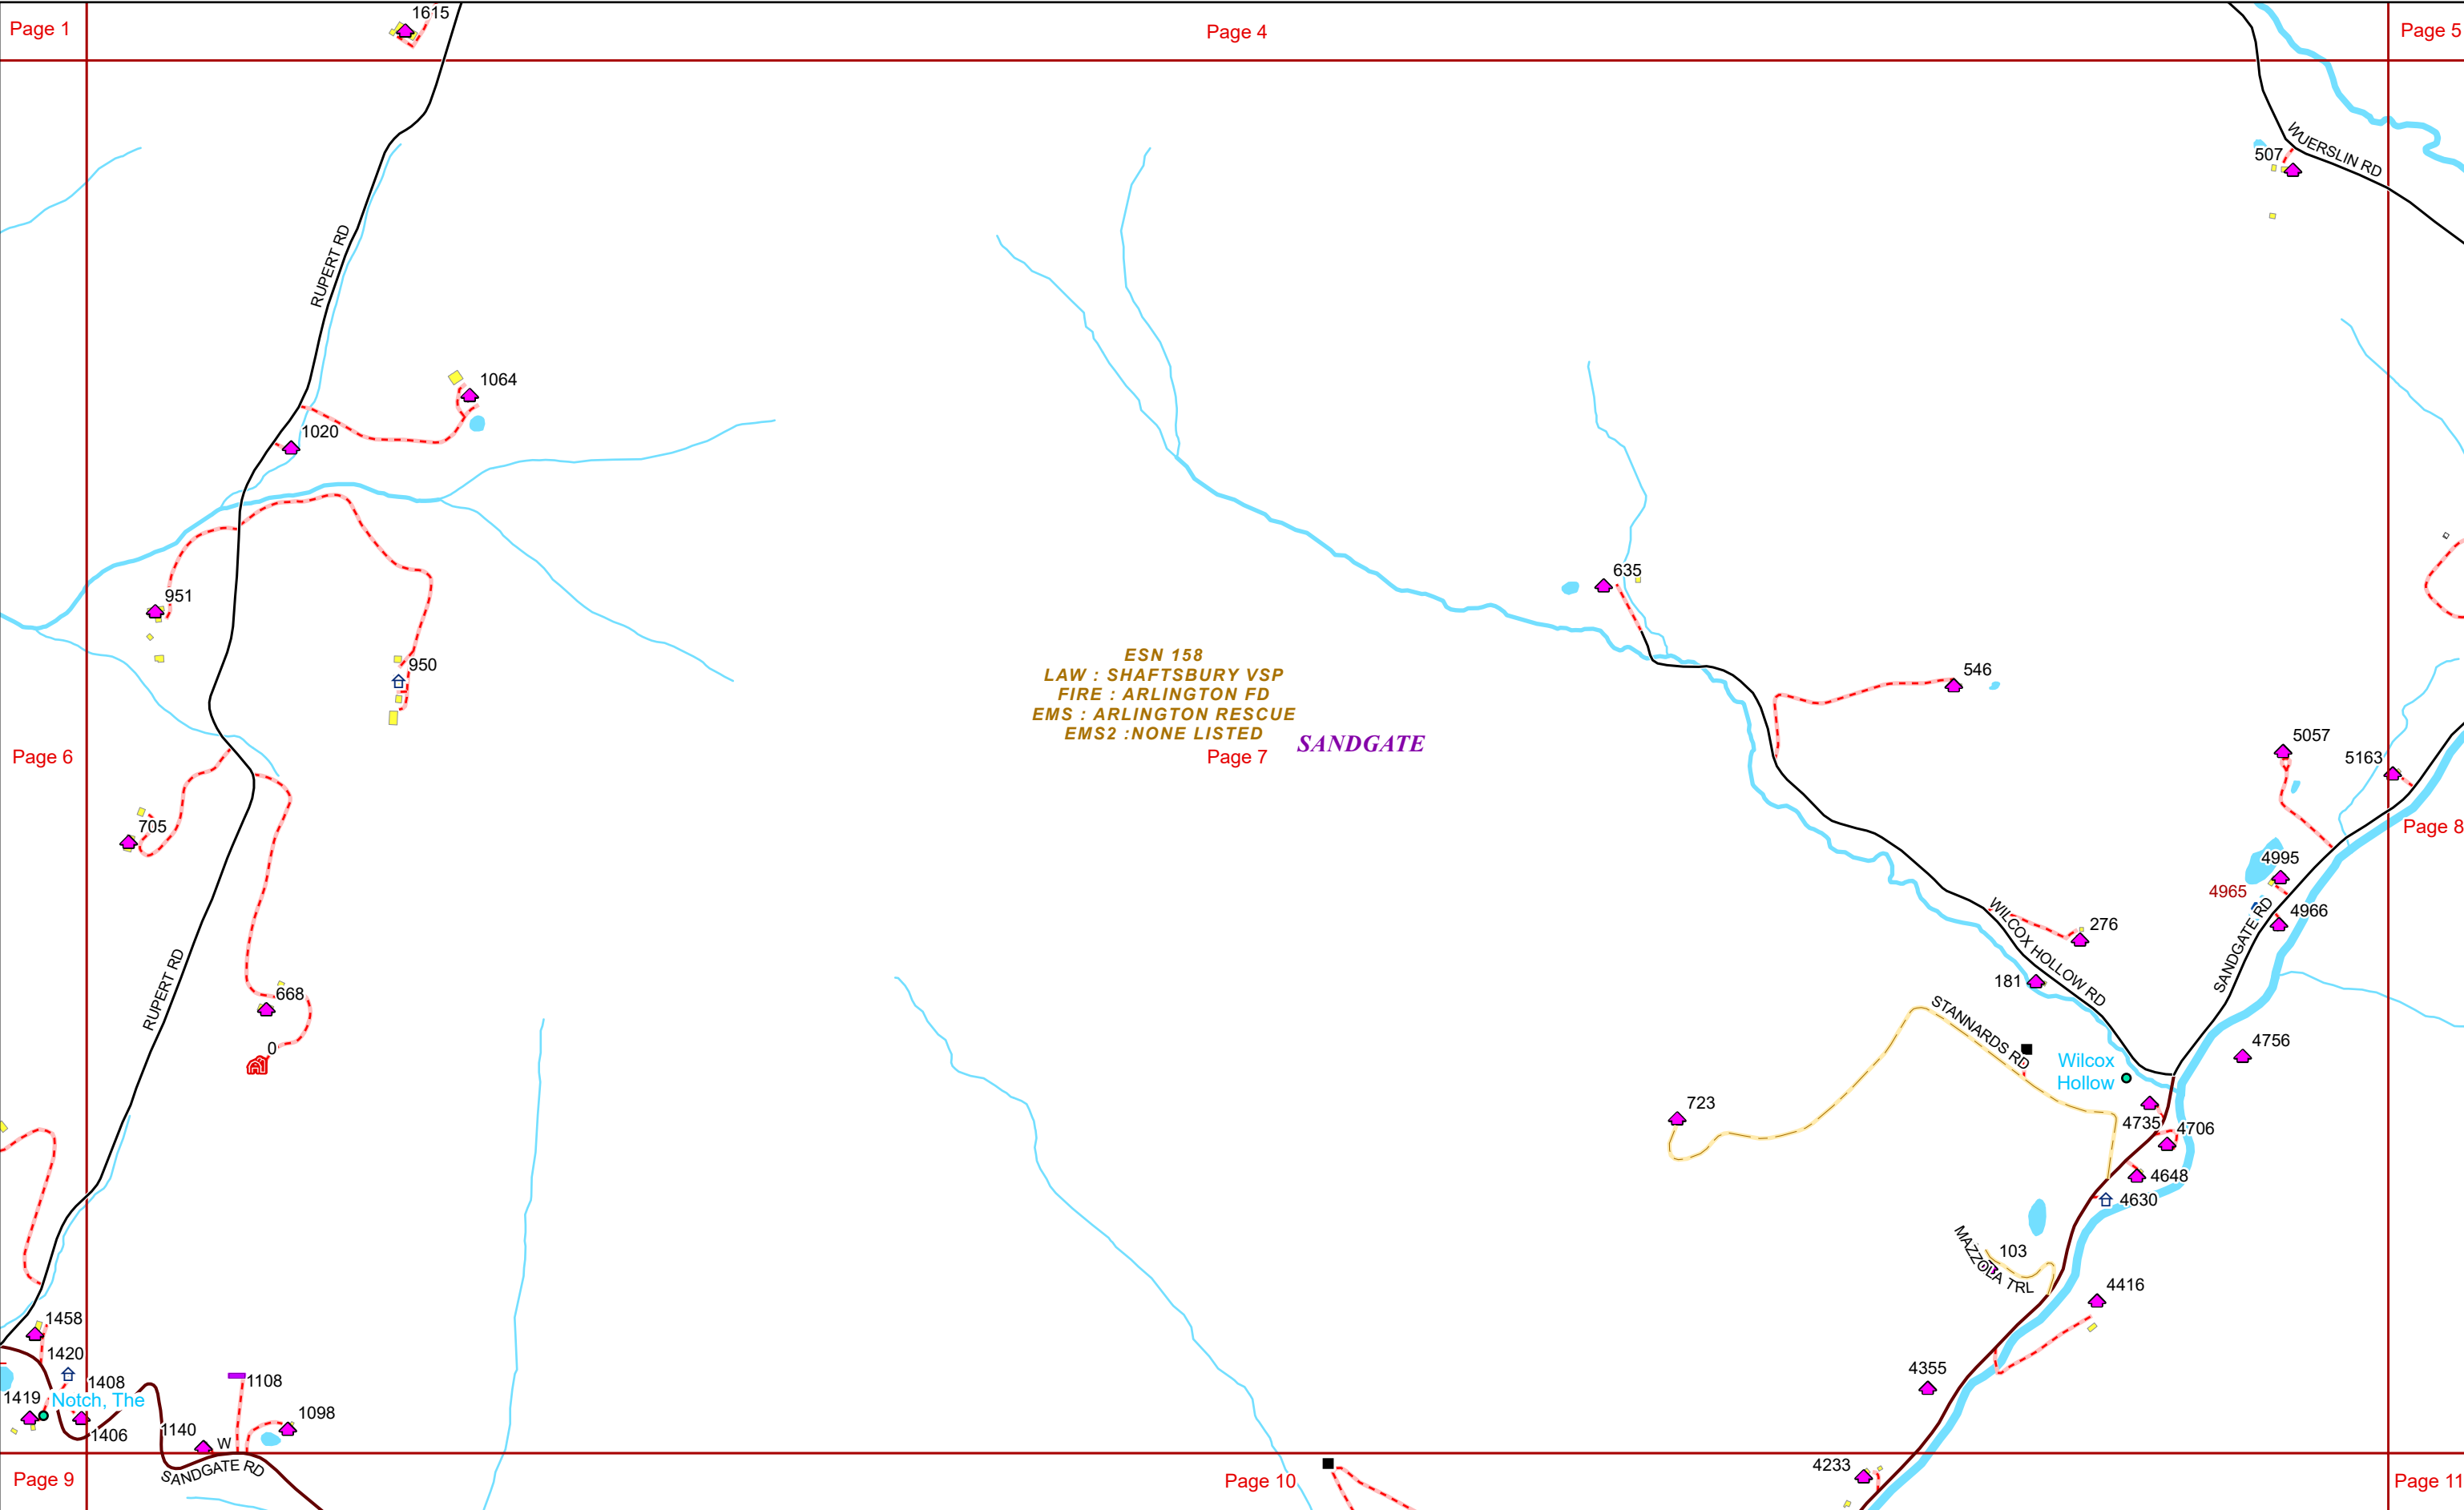 Page 1
1615
Page 4
Page 5
WUERSLIN RD
507
RUPERT RD
1064
1020
951
950
635
ESN 158
LAW : SHAFTSBURY VSP
FIRE : ARLINGTON FD
EMS : ARLINGTON RESCUE
EMS2 :NONE LISTED
SANDGATE
Page 6
Page 7
546
5057
5163
Page 8
705
4995
4965
4966
SANDGATE RD
WILCOX HOLLOW RD
276
181
RUPERT RD
668
0
STANNARDS RD
Wilcox
Hollow
4756
723
4735
4706
4648
4630
103
MAZZOLA TRL
4416
1458
1420
1408
1419
Notch, The
1406
1108
1098
1140
W
SANDGATE RD
4355
4233
Page 9
Page 10
Page 11